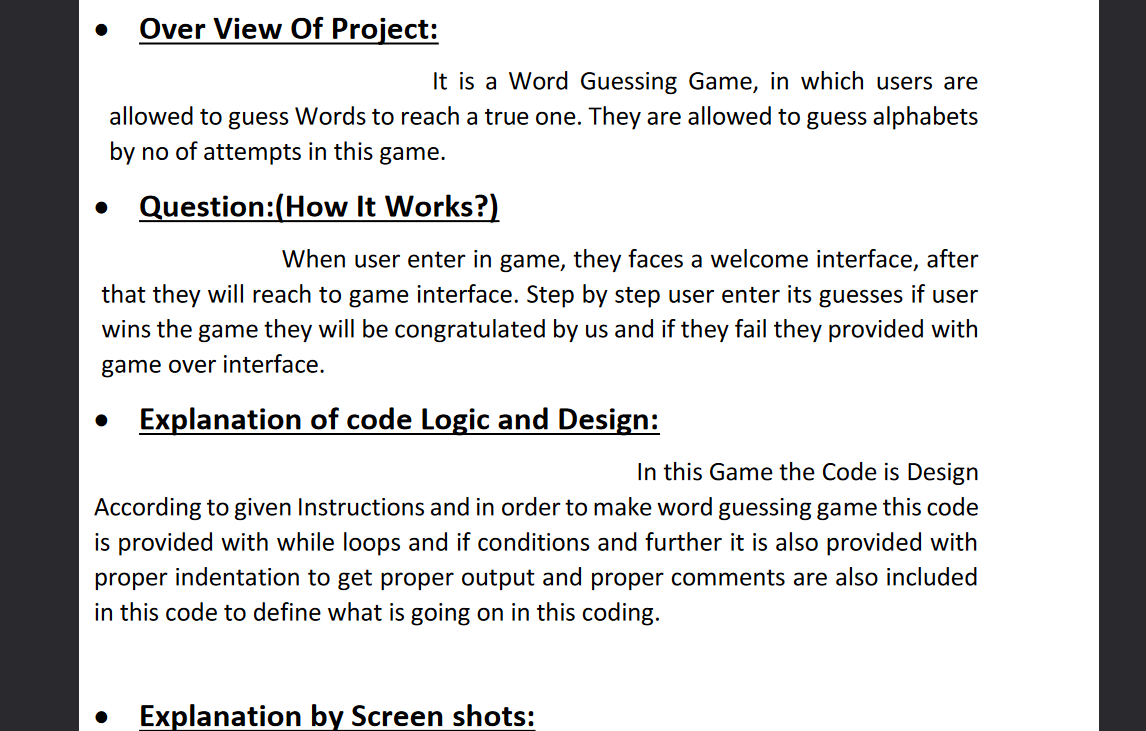 • Over View Of Project:
It is a Word Guessing Game, in which users are
allowed to guess Words to reach a true one. They are allowed to guess alphabets
by no of attempts in this game.
• Question:(How It Works?)
When user enter in game, they faces a welcome interface, after
that they will reach to game interface. Step by step user enter its guesses if user
wins the game they will be congratulated by us and if they fail they provided with
game over interface.
• Explanation of code Logic and Design:
In this Game the Code is Design
According to given Instructions and in order to make word guessing game this code
is provided with while loops and if conditions and further it is also provided with
proper indentation to get proper output and proper comments are also included
in this code to define what is going on in this coding.
• Explanation by Screen shots: